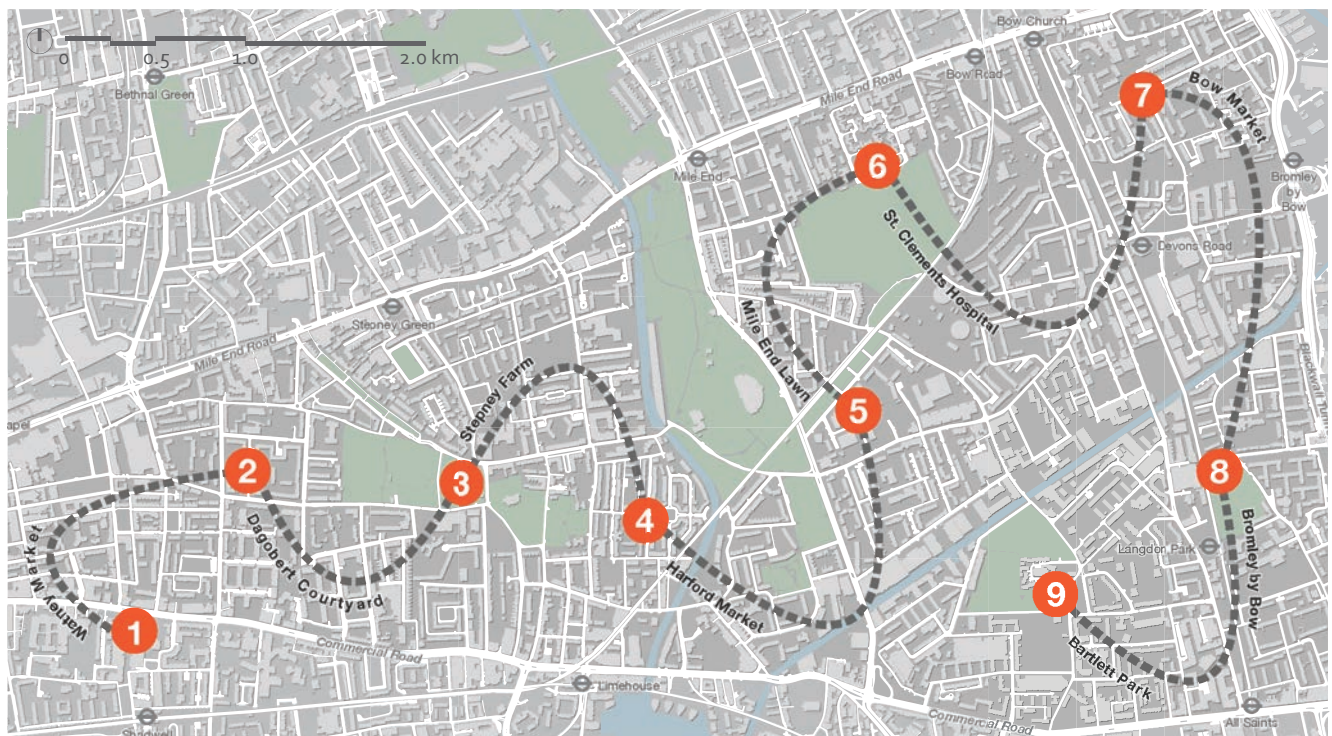 0
0.5
1.0
2.0 km
Bethnal Green
Bow Church
Bow Road
Mile End Road
7
Bow Market
6
Mile End
Bromley
by
Bow
St. Clements Hospital
Devons Road
Stepney Green
Mile End Road
Mile End Lawn
Stepney Farm
5
2
3
8
4
Watney Market
Dagobert Courtyard
Harford Market
Langdon Park
Bromley by Bow
9
1
Commercial Road
Bartlett Park
Limehouse
Commercial Road
All Saints
Shadwell